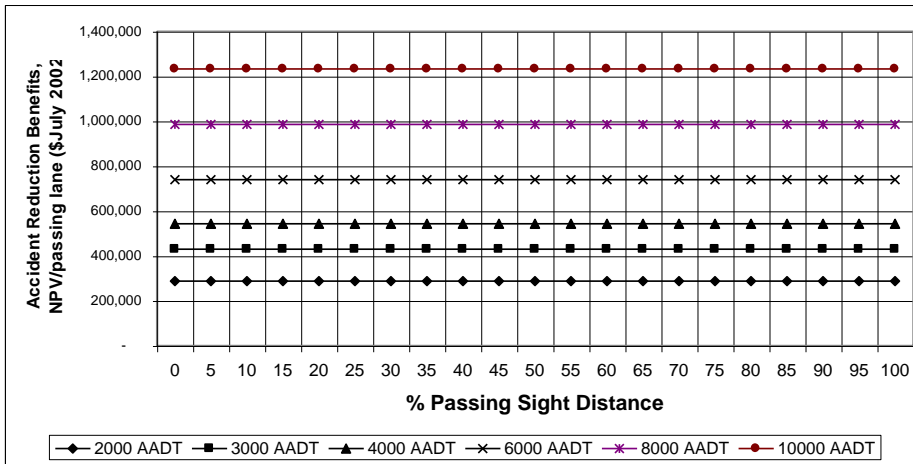 Accident Reduction Benefits,
NPV/passing lane ($July 2002
1,400,000
1,200,000
1,000,000
800,000
600,000
400,000
200,000
-
0 5 10 15 20 25 30 35 40 45 50 55 60 65 70 75 80 85 90 95 100
% Passing Sight Distance
2000 AADT 3000 AADT 4000 AADT 6000 AADT 8000 AADT 10000 AADT